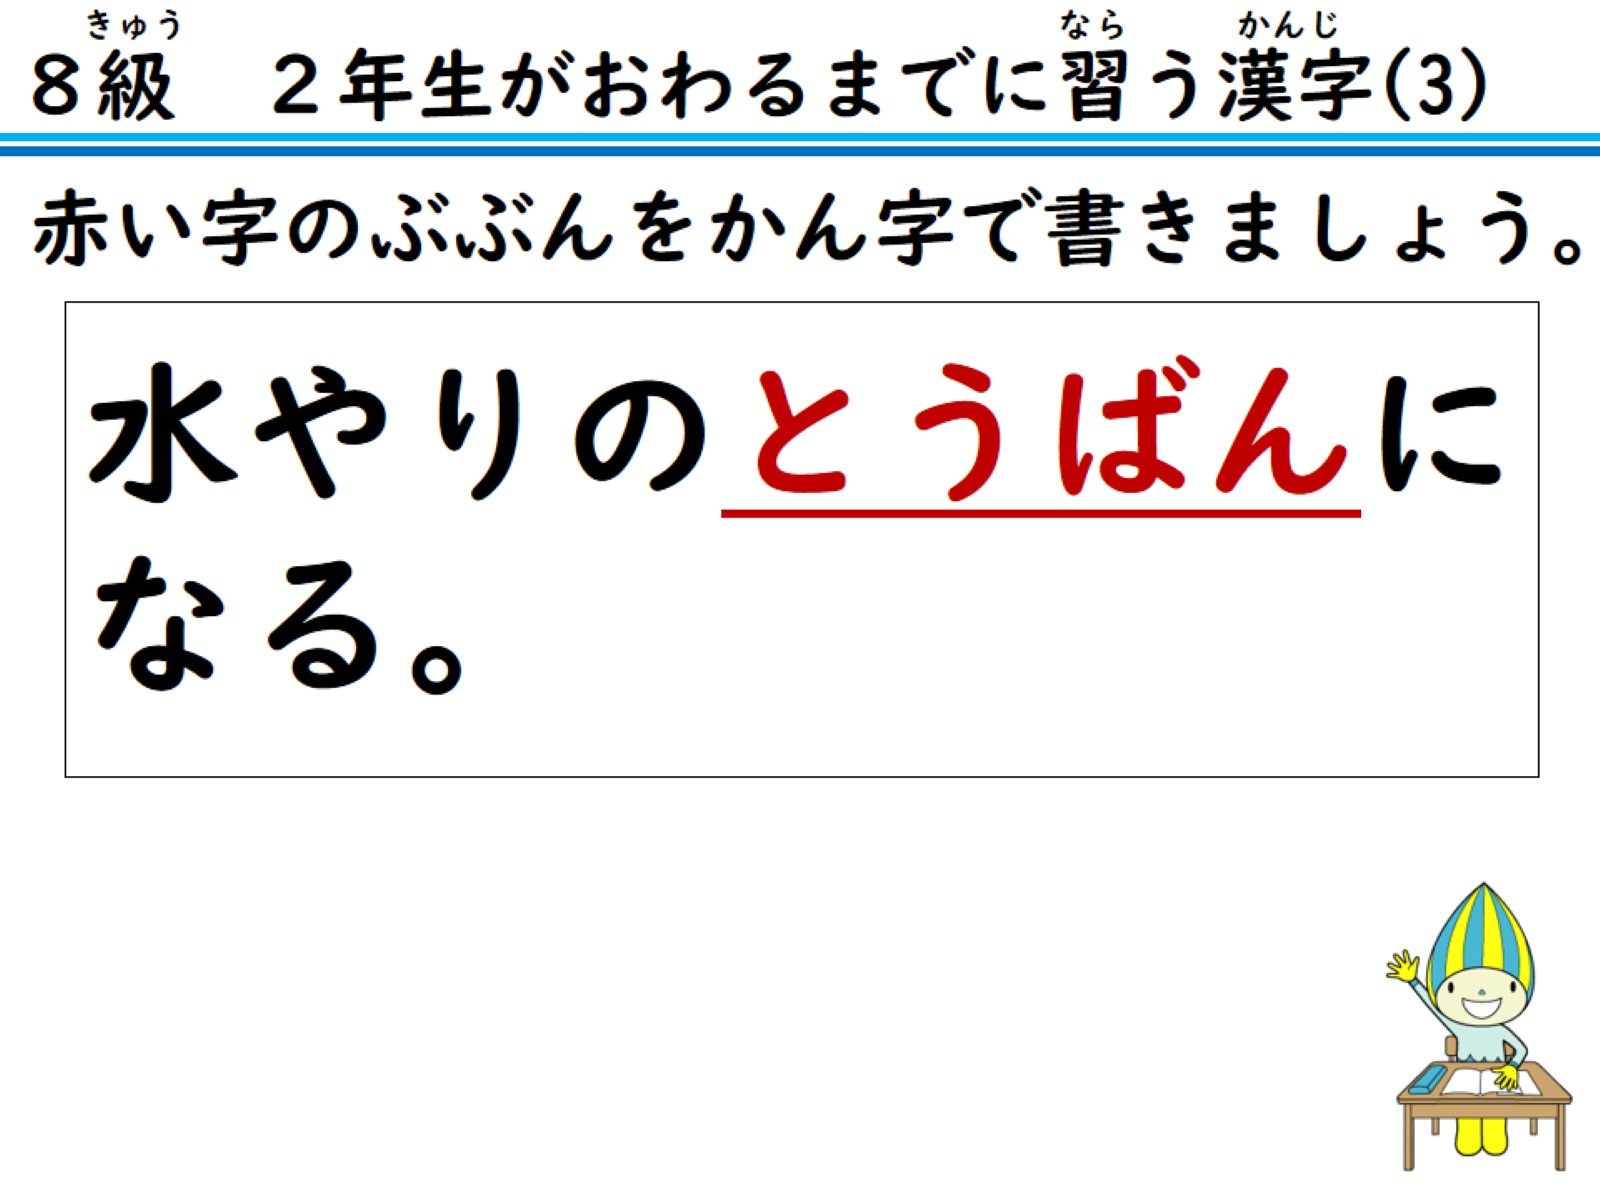 きゅう なら かんじ
８級　２年生がおわるまでに習う漢字(3)
赤い字のぶぶんをかん字で書きましょう。
水やりのとうばんに
なる。